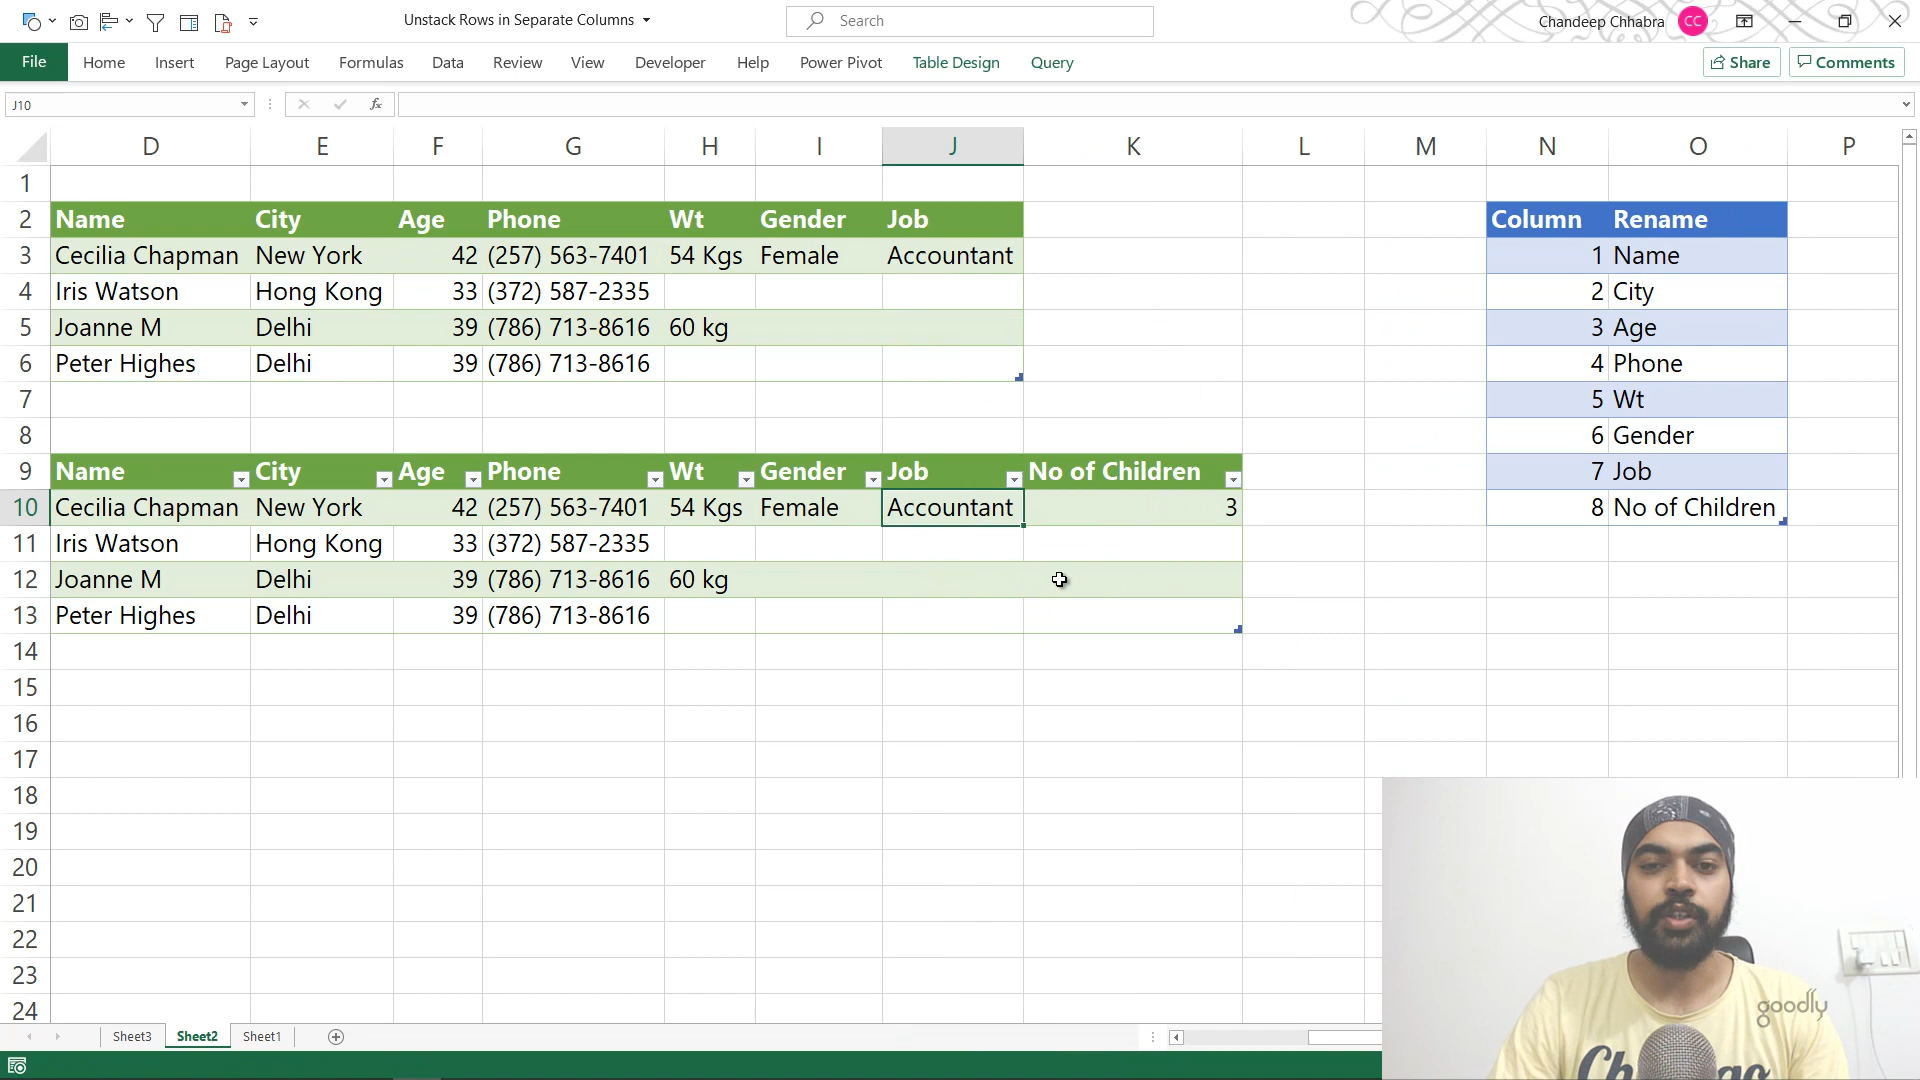 Unstack Rows in Separate Columns
Search
Chandeep Chhabra
CC
File Home Insert Page Layout Formulas Data Review View Developer Help Power Pivot Table Design Query Share Comments
J10 fx
D E F G H I J K L M N O P
1
2 Name City Age Phone Wt Gender Job Column Rename
3 Cecilia Chapman New York 42 (257) 563-7401 54 Kgs Female Accountant 1 Name
4 Iris Watson Hong Kong 33 (372) 587-2335 2 City
5 Joanne M Delhi 39 (786) 713-8616 60 kg 3 Age
6 Peter Highes Delhi 39 (786) 713-8616 4 Phone
7 5 Wt
8 6 Gender
9 Name City Age Phone Wt Gender Job No of Children 7 Job
10 Cecilia Chapman New York 42 (257) 563-7401 54 Kgs Female Accountant 3 8 No of Children
11 Iris Watson Hong Kong 33 (372) 587-2335
12 Joanne M Delhi 39 (786) 713-8616 60 kg
13 Peter Highes Delhi 39 (786) 713-8616
14
15
16
17
18
19
20
21
22
23
24
goodly
Sheet3 Sheet2 Sheet1